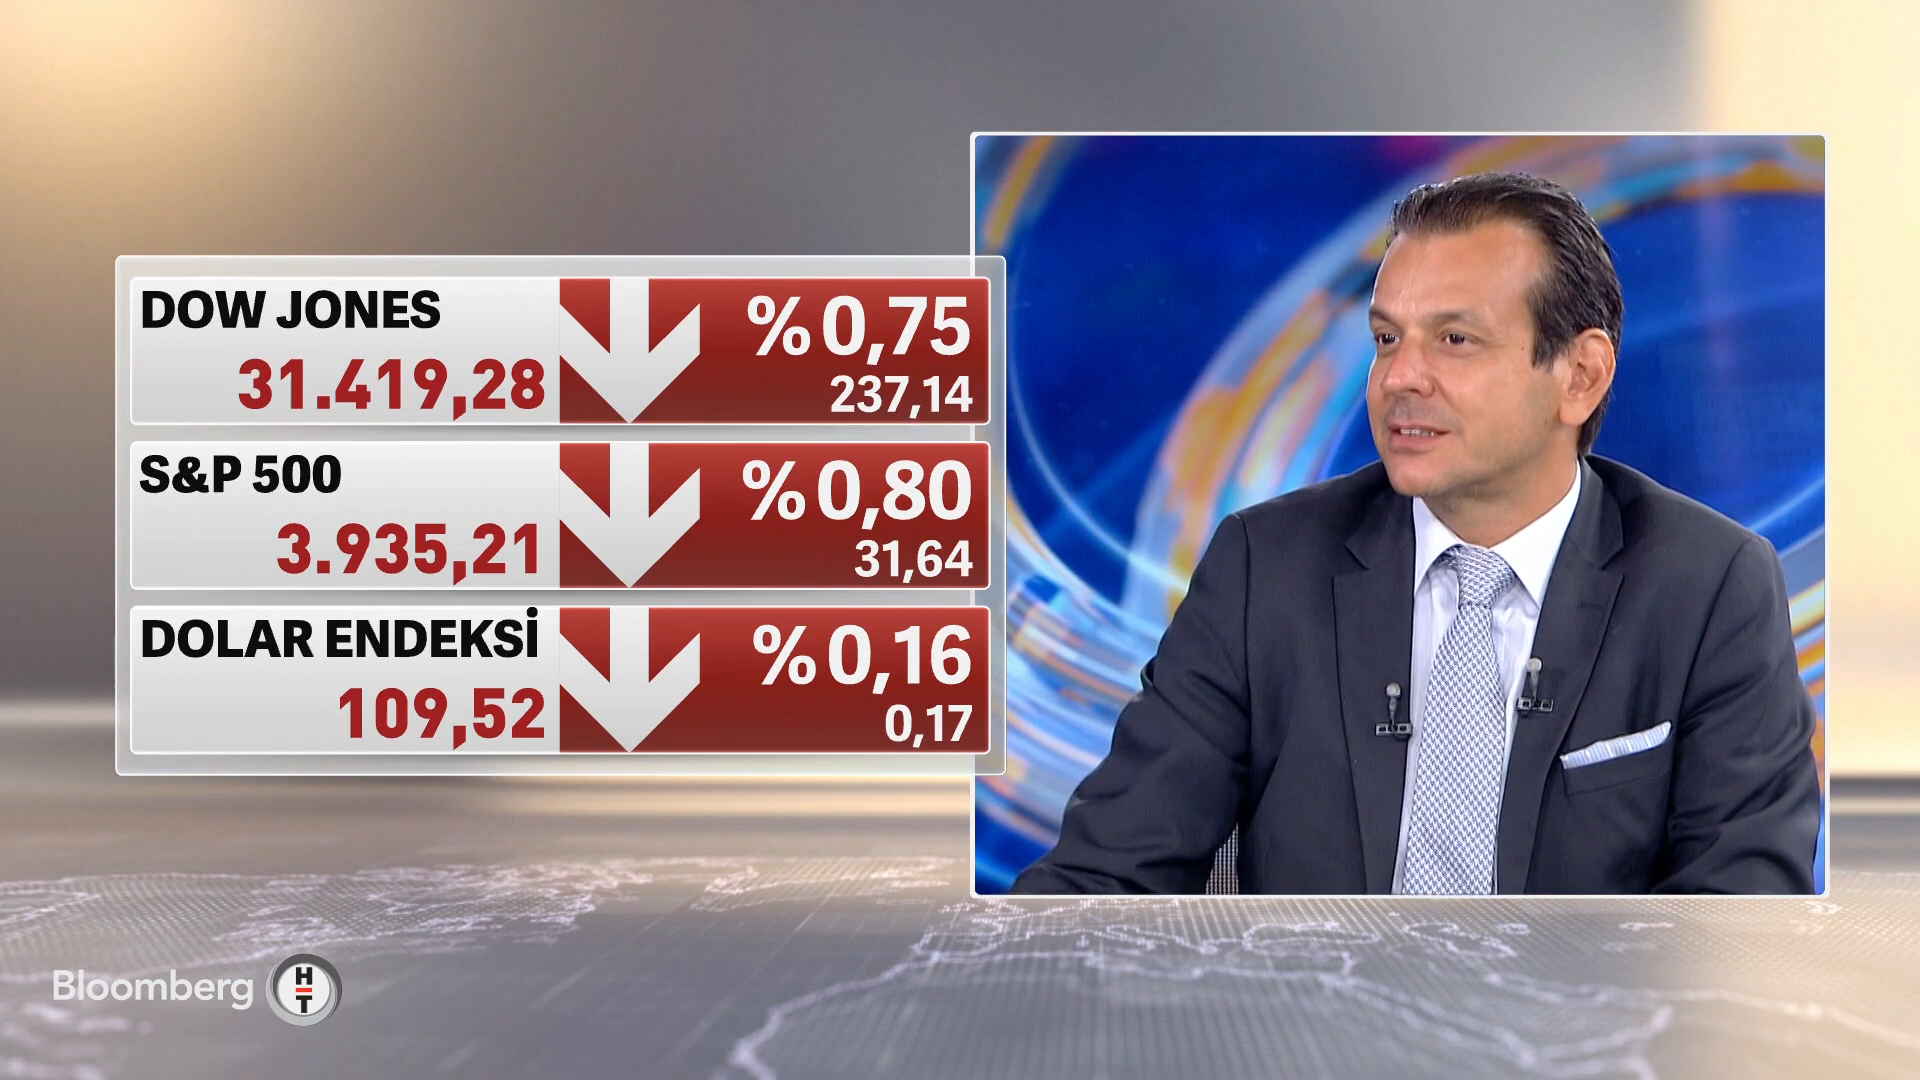 DOW JONES
31.419,28
%0,75
237,14
S&P 500
3.935,21
%0,80
31,64
DOLAR ENDEKSİ
109,52
%0,16
0,17
Bloomberg HT